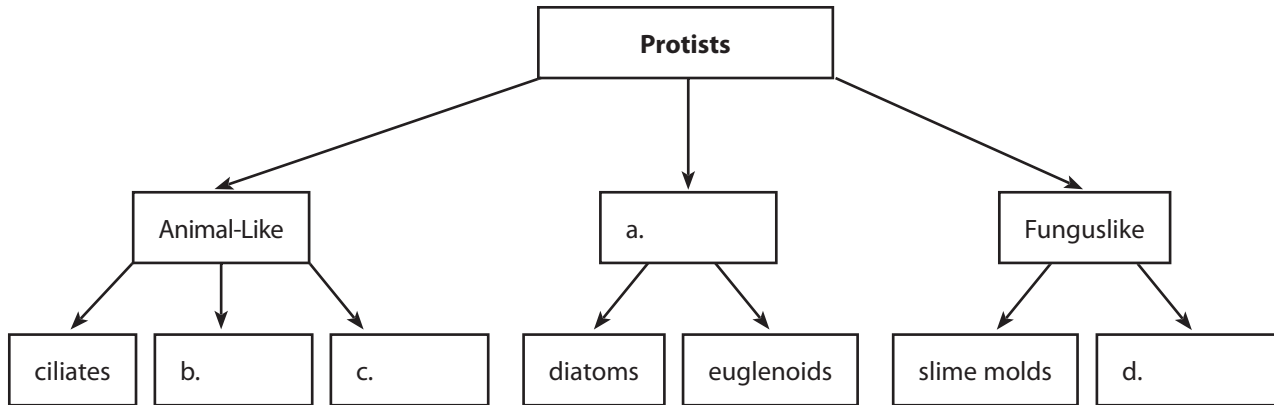 Protists
Animal-Like
a.
Funguslike
ciliates
b.
c.
diatoms
euglenoids
slime molds
d.